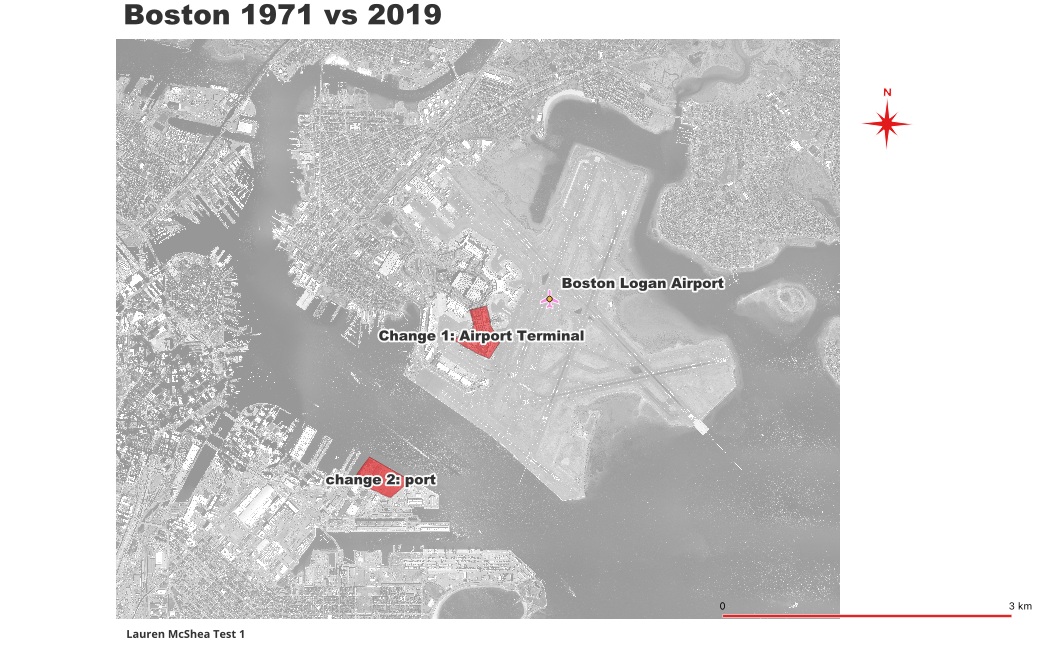 Boston 1971 vs 2019
N
Boston Logan Airport
Change 1: Airport Terminal
change 2: port
0 3 km
Lauren McShea Test 1